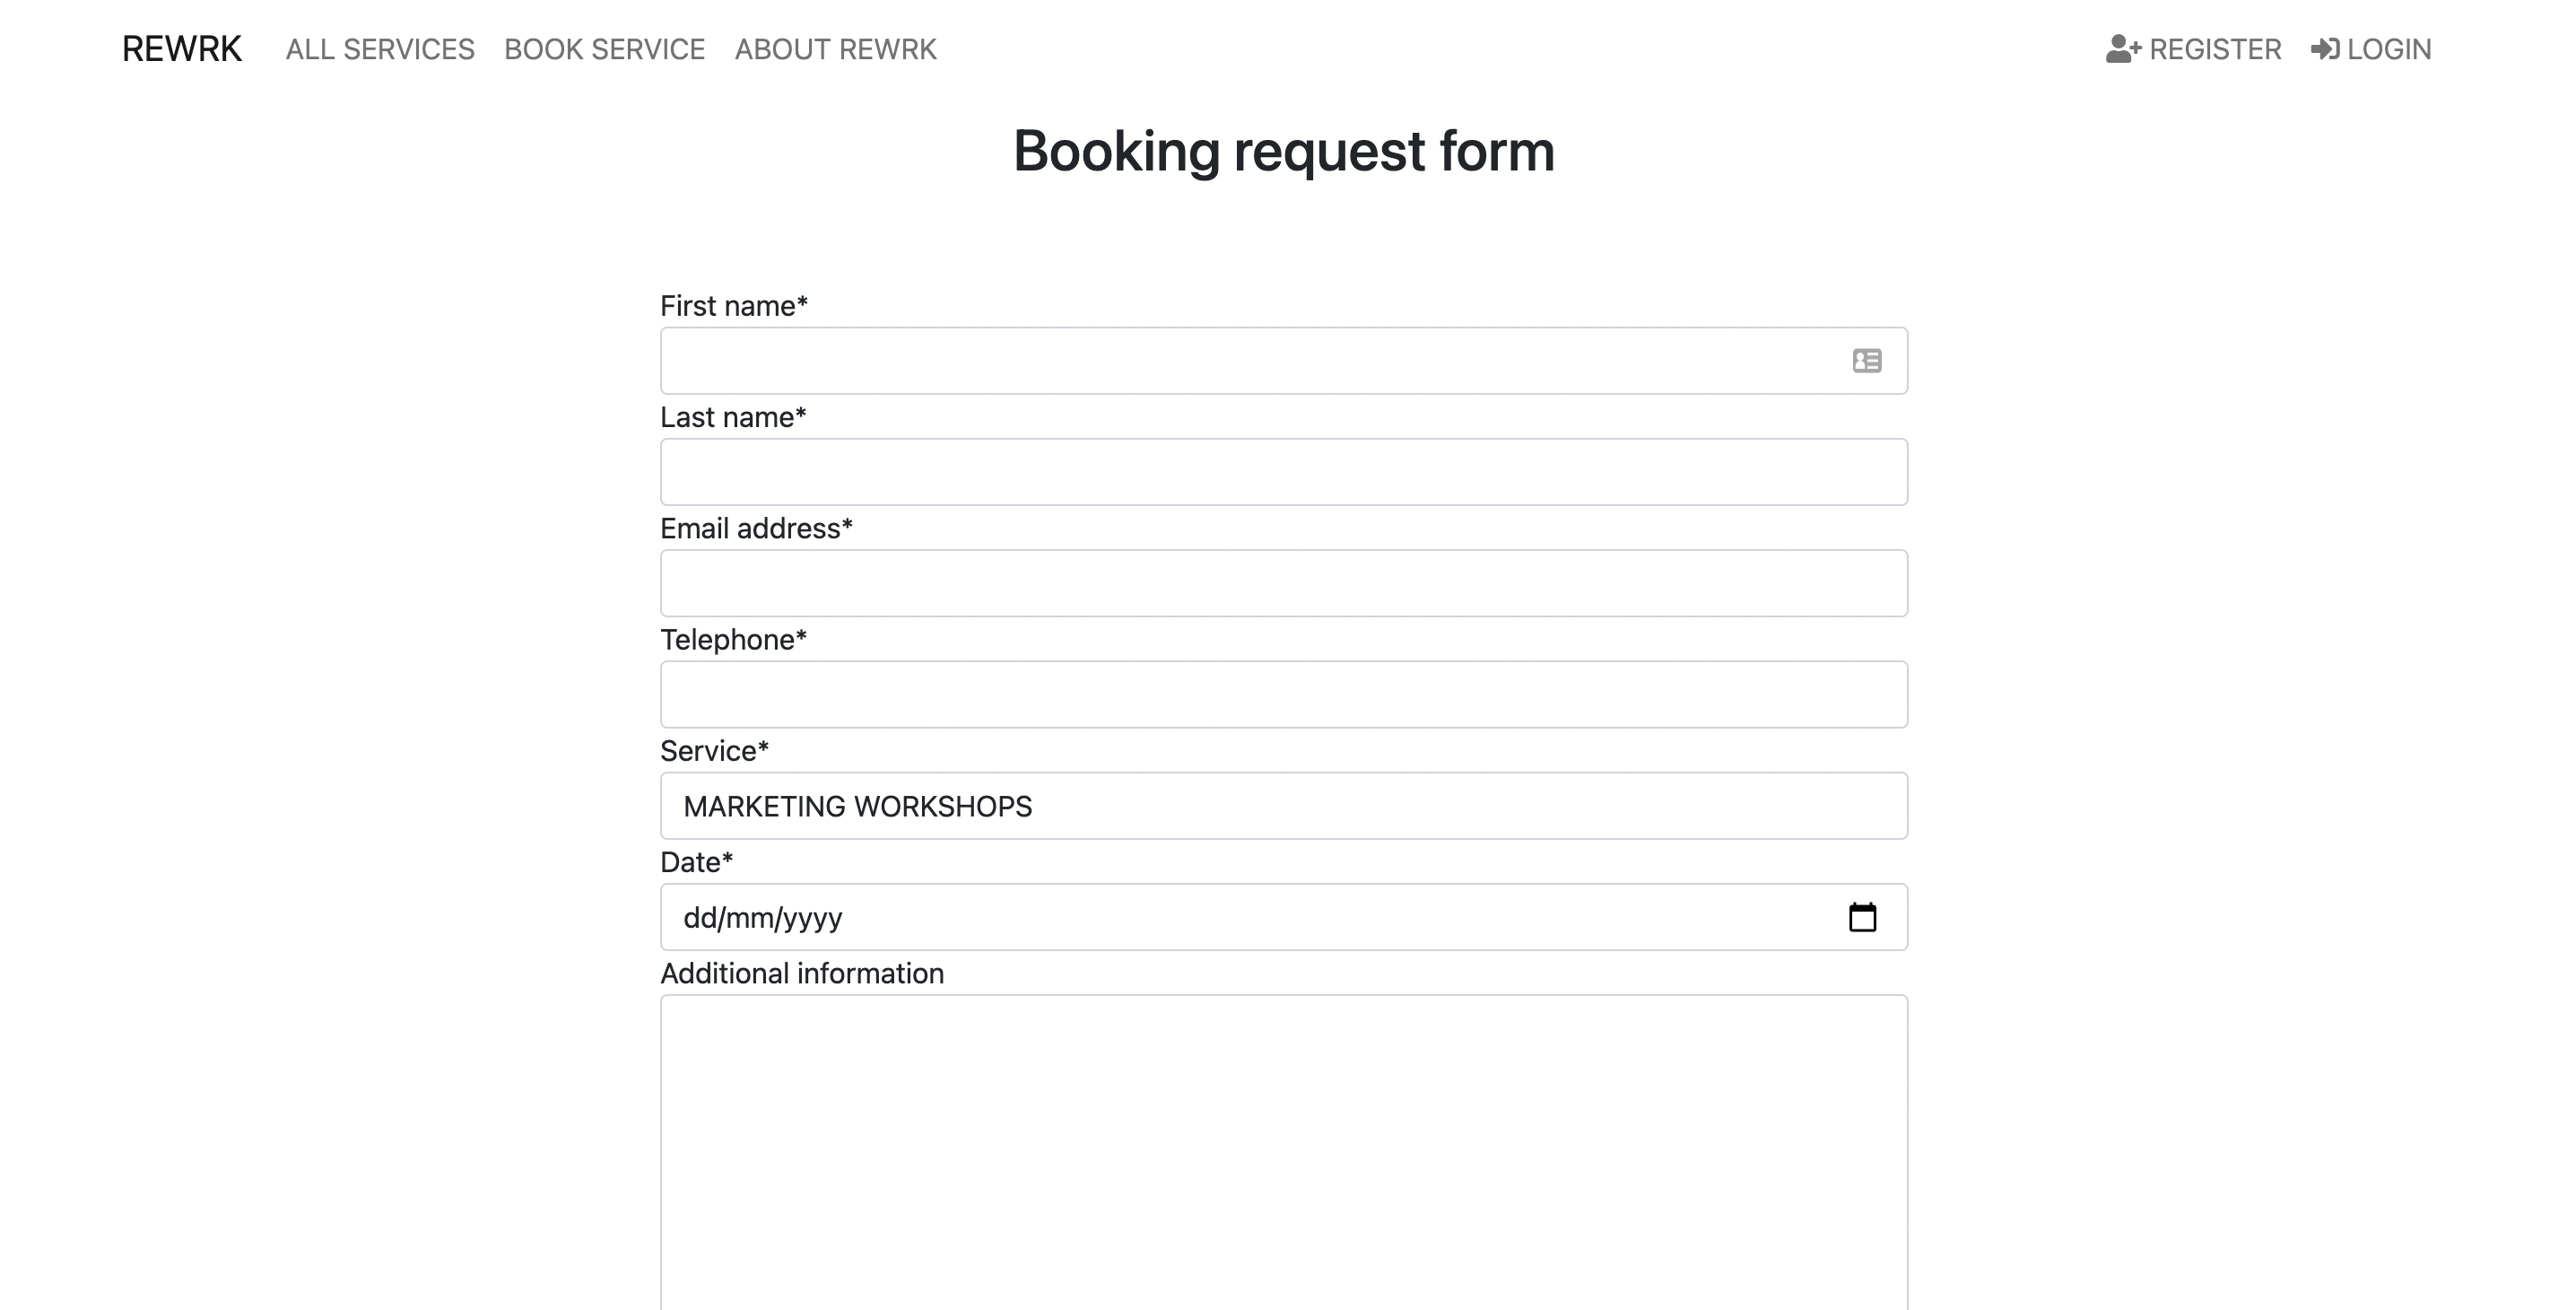 REWRK ALL SERVICES BOOK SERVICE ABOUT REWRK REGISTER LOGIN
Booking request form
First name*
Last name*
Email address*
Telephone*
Service*
MARKETING WORKSHOPS
Date*
dd/mm/yyyy
Additional information